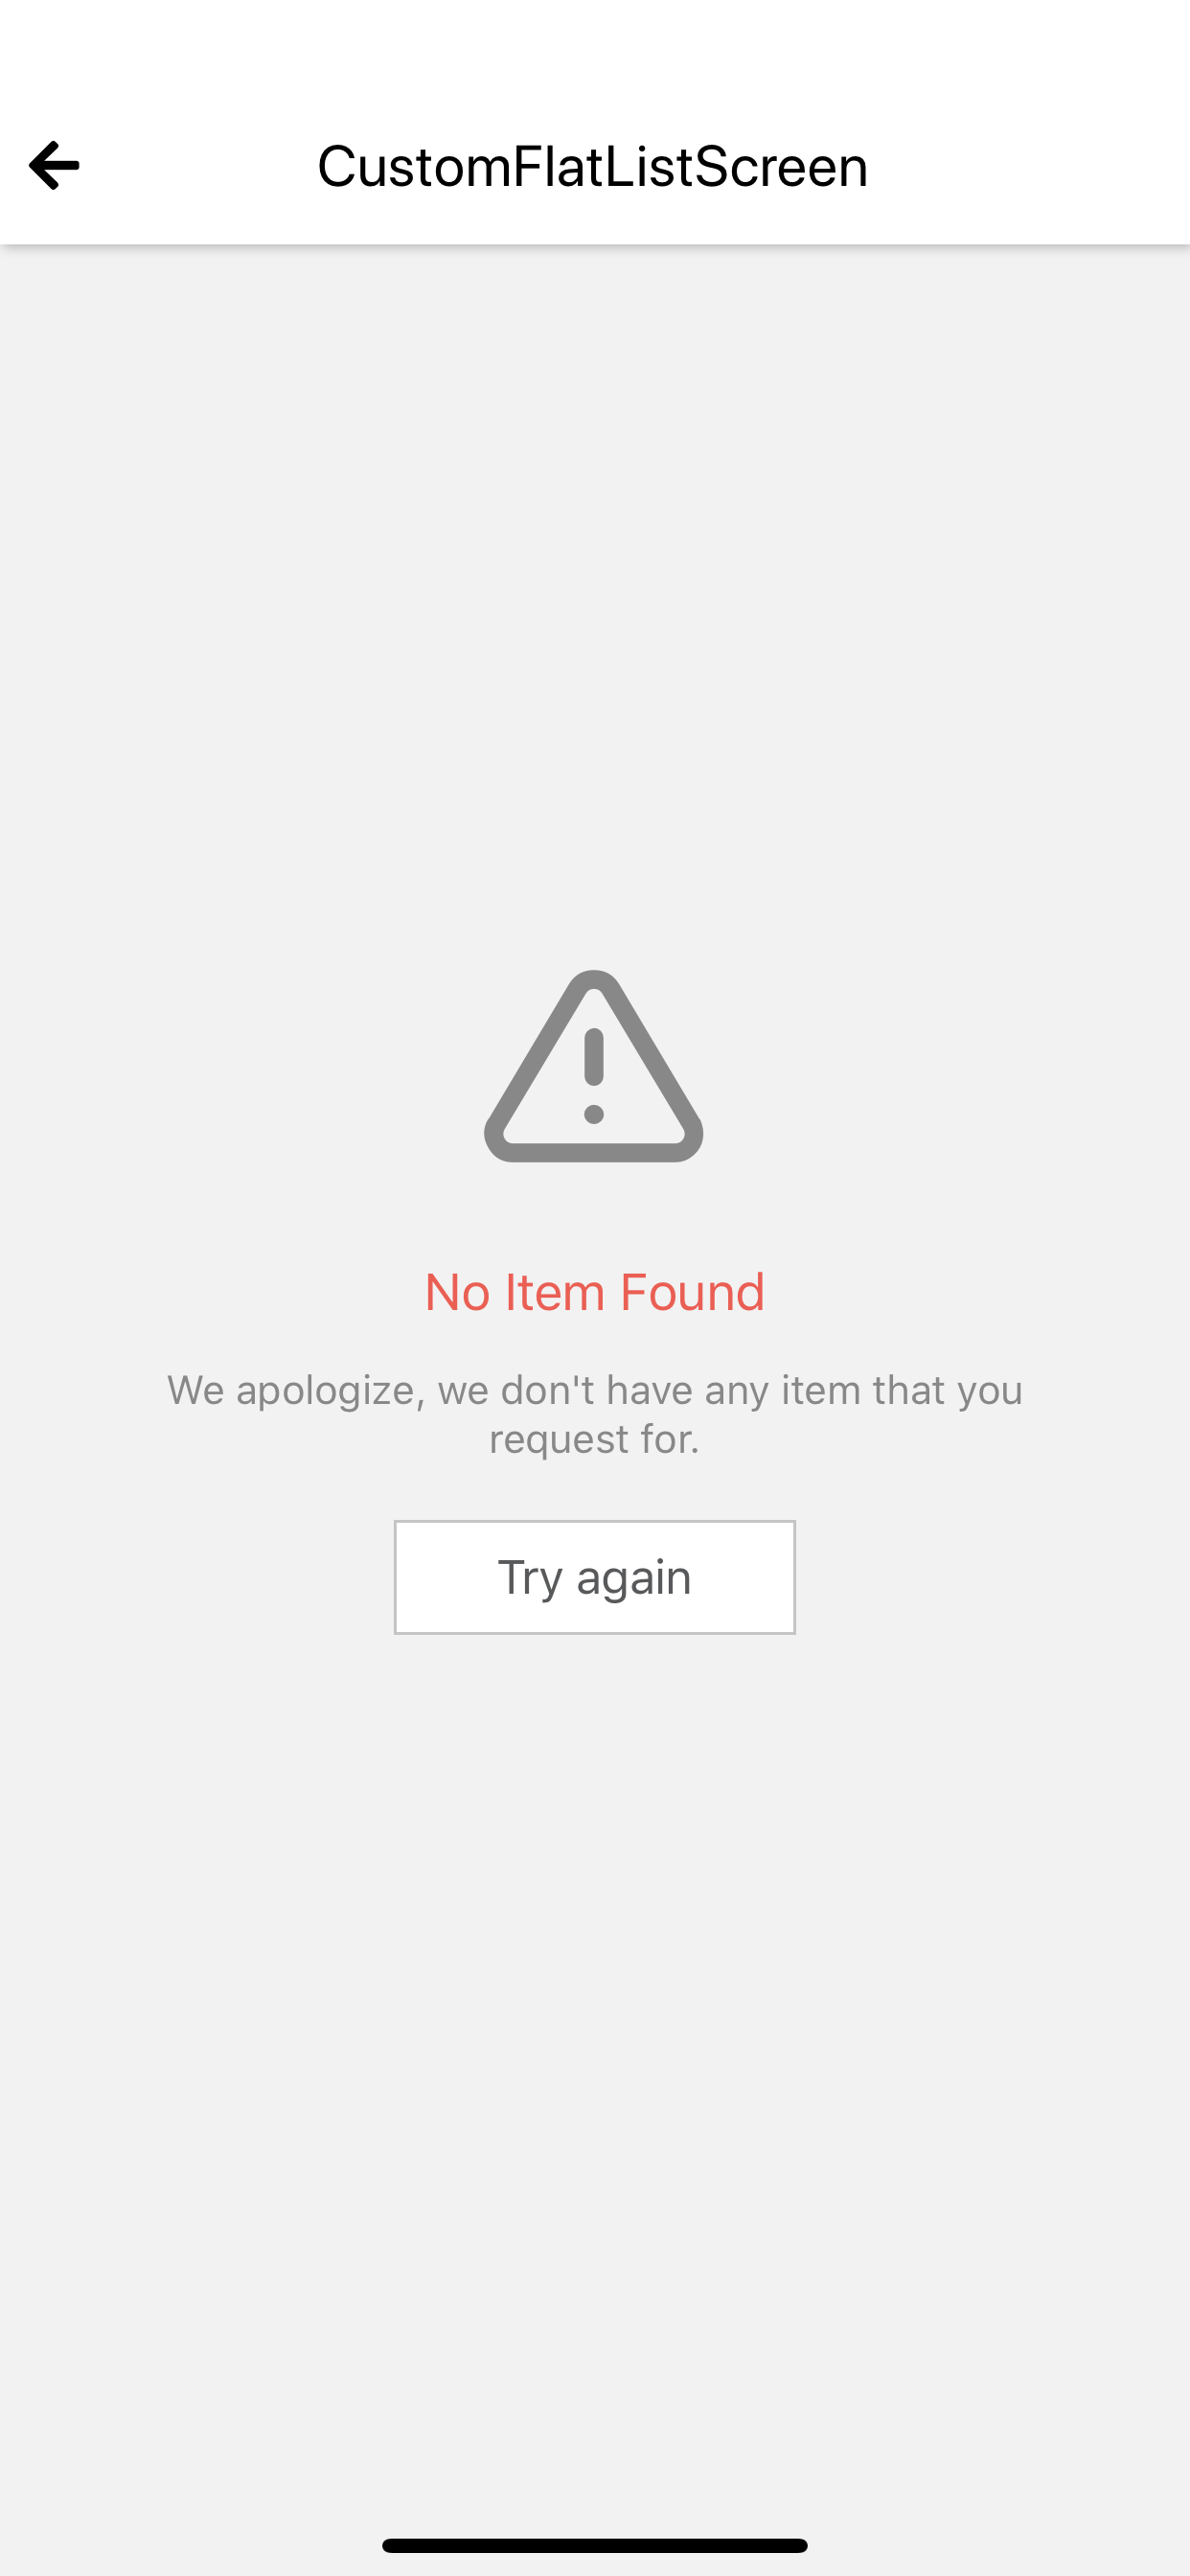 CustomFlatListScreen
No Item Found
We apologize, we don't have any item that you
request for.
Try again